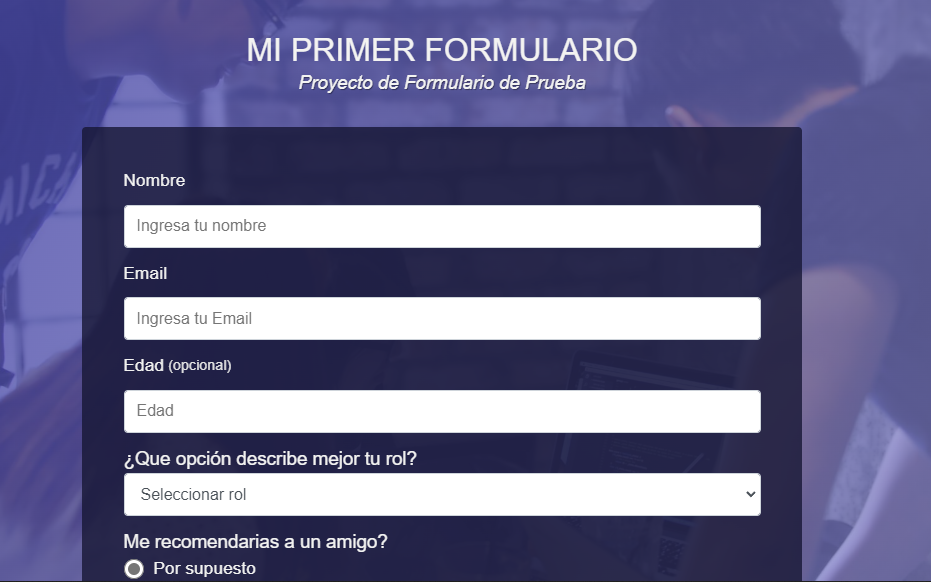 MI PRIMER FORMULARIO
Proyecto de Formulario de Prueba
Nombre
Ingresa tu nombre
Email
Ingresa tu Email
Edad (opcional)
Edad
¿Que opción describe mejor tu rol?
Seleccionar rol
Me recomendarias a un amigo?
Por supuesto